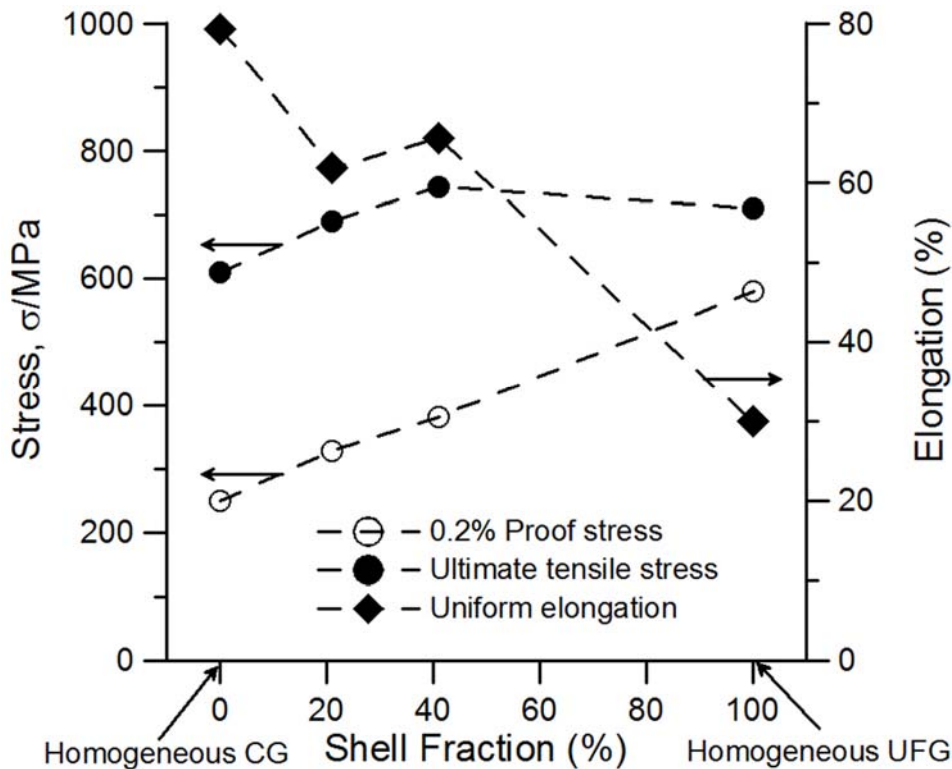 1000
800
600
400
200
0
Stress, σ/MPa
80
60
40
20
0
Elongation (%)
0.2% Proof stress
Ultimate tensile stress
Uniform elongation
0 20 40 60 80 100
Homogeneous CG
Shell Fraction (%)
Homogeneous UFG